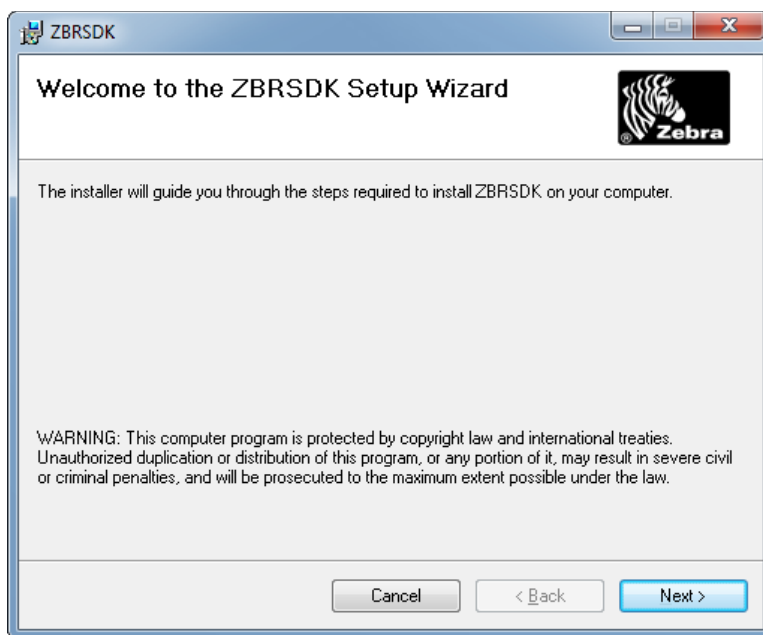 ZBRSDK
Welcome to the ZBRSDK Setup Wizard
® Zebra
The installer will guide you through the steps required to install ZBRSDK on your computer.
WARNING: This computer program is protected by copyright law and international treaties.
Unauthorized duplication or distribution of this program, or any portion of it, may result in severe civil
or criminal penalties, and will be prosecuted to the maximum extent possible under the law.
Cancel
< Back
Next >